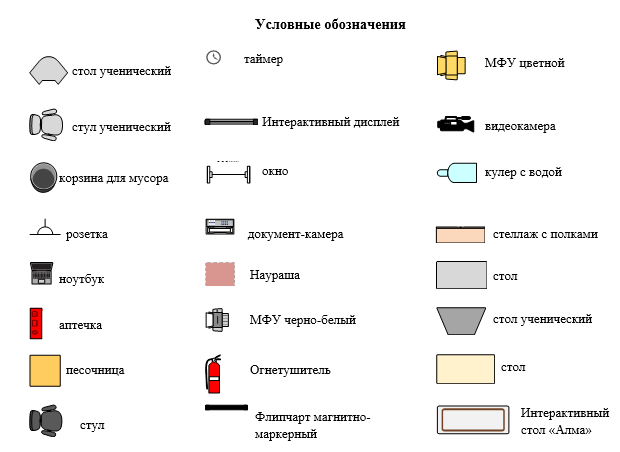 Условные обозначения
стол ученический
таймер
МФУ цветной
стул ученический
Интерактивный дисплей
видеокамера
корзина для мусора
окно
кулер с водой
розетка
документ-камера
стеллаж с полками
ноутбук
Наураша
стол
аптечка
МФУ черно-белый
стол ученический
песочница
Огнетушитель
стол
стул
Флипчарт магнитно-
маркерный
Интерактивный
стол «Алма»